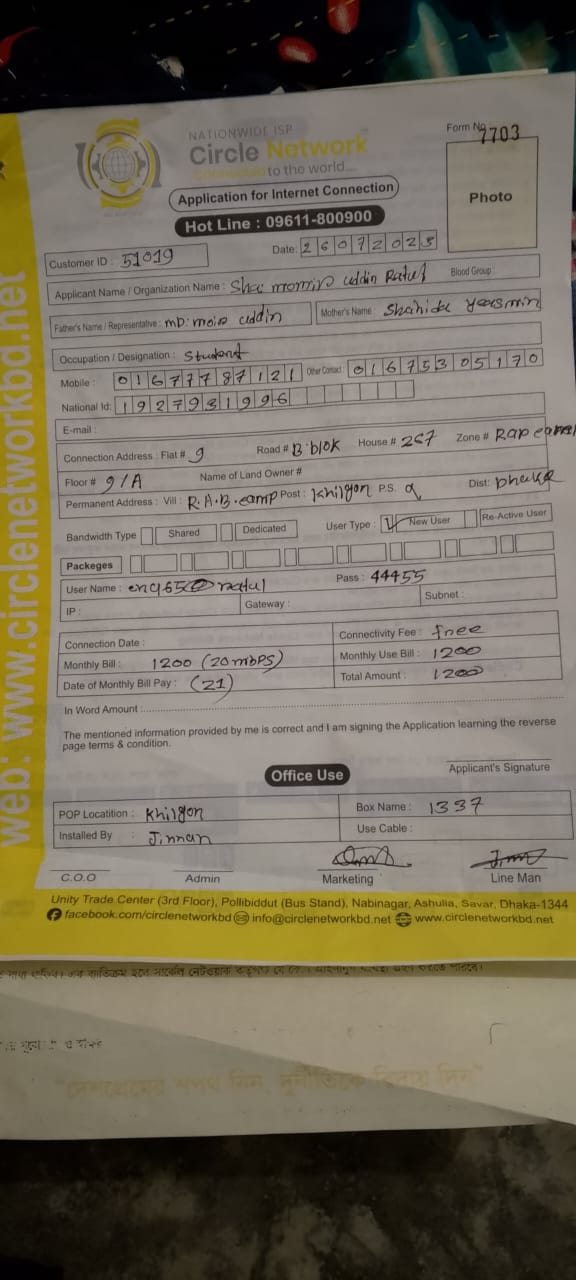 NATIONWIDE ISP
Circle Network
Connected to the world....
Form No. 7703
Application for Internet Connection
Photo
Hot Line : 09611-800900
Customer ID : 51019
Date: 26072025
Applicant Name / Organization Name : momin uddin Ratul Blood Group :
Father's Name / Representative : md: uddin Mother's Name : Shahida yeasmin
Occupation / Designation : Student
Mobile : 01677787121 Other Contact : 01675305170
National Id: 1927931996
E-mail :
Connection Address : Flat # 9 Road # B·blok House # 267 Zone #
Floor # 9/A Name of Land Owner #
Permanent Address : Vill : R.A.B. camp Post : Khilgon P.S. Dist: Dhaka
Bandwidth Type Shared Dedicated User Type : New User Re-Active User
Packeges
User Name : Pass : 44455
IP : Gateway : Subnet :
Connection Date : Connectivity Fee : free
Monthly Bill : 1200 (20mbps) Monthly Use Bill : 1200
Date of Monthly Bill Pay : (21) Total Amount : 1200
In Word Amount :
The mentioned information provided by me is correct and I am signing the Application learning the reverse
page terms & condition.
Applicant's Signature
Office Use
POP Locatition : Khilgon Box Name : 1337
Installed By : Jinnan Use Cable :
C.O.O Admin Marketing Line Man
Unity Trade Center (3rd Floor), Pollibiddut (Bus Stand), Nabinagar, Ashulia, Savar, Dhaka-1344
facebook.com/circlenetworkbd info@circlenetworkbd.net www.circlenetworkbd.net
web: www.circlenetworkbd.net
"দেশপ্রেমের শপথ নিন, দুর্নীতিকে বিদায় দিন"